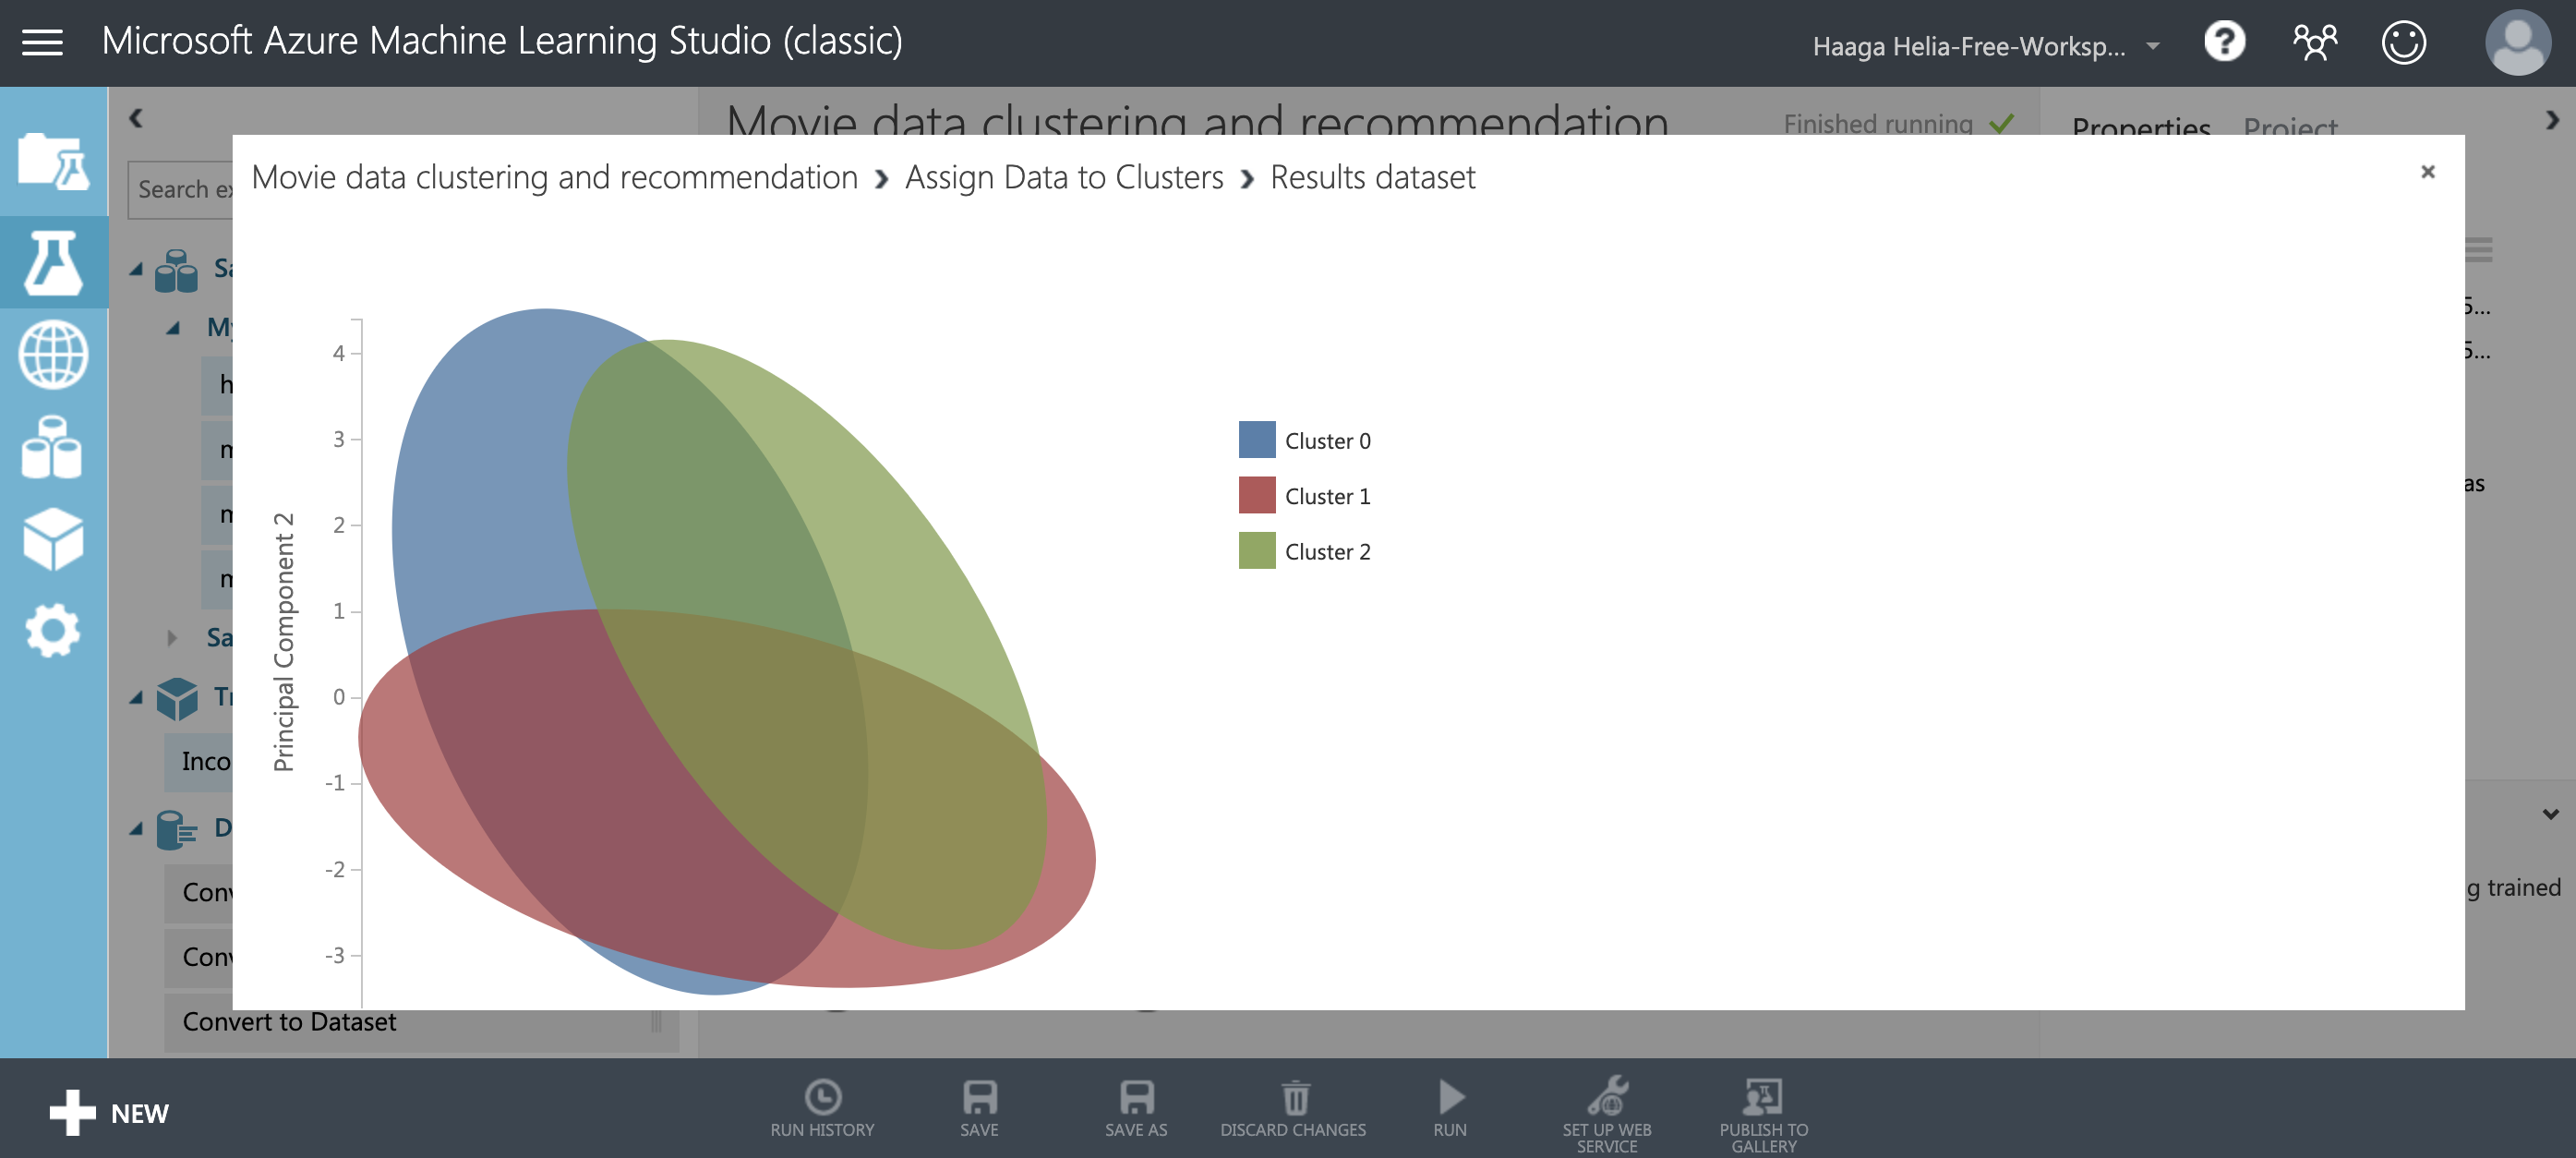 Microsoft Azure Machine Learning Studio (classic)
Haaga Helia-Free-Worksp...
?
Movie data clustering and recommendation
Finished running
Properties Project
Search ex
Movie data clustering and recommendation › Assign Data to Clusters › Results dataset
×
Sa
My
h
m
m
m
Sa
Tr
Inco
D
Conv
Conv
Convert to Dataset
Principal Component 2
4
3
2
1
0
-1
-2
-3
Cluster 0
Cluster 1
Cluster 2
5...
5...
as
g trained
NEW
RUN HISTORY
SAVE
SAVE AS
DISCARD CHANGES
RUN
SET UP WEB
SERVICE
PUBLISH TO
GALLERY